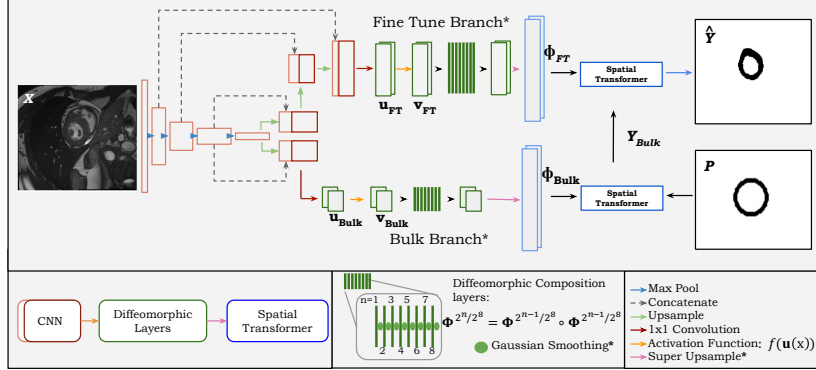 Fine Tune Branch*
X
u_FT
v_FT
ϕ_FT
Spatial
Transformer
Ŷ
Y_Bulk
ϕ_Bulk
Spatial
Transformer
P
u_Bulk
v_Bulk
Bulk Branch*
CNN
Diffeomorphic
Layers
Spatial
Transformer
n=1 3 5 7
2 4 6 8
Diffeomorphic Composition
layers:
Φ^{2^n/2^8} = Φ^{2^{n-1}/2^8} ∘ Φ^{2^{n-1}/2^8}
Gaussian Smoothing*
Max Pool
Concatenate
Upsample
1x1 Convolution
Activation Function; f(u(x))
Super Upsample*